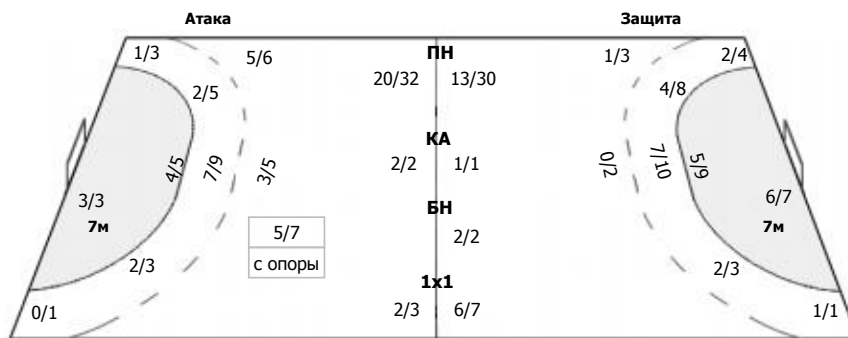 Атака Защита
1/3 5/6 ПН 1/3 2/4
2/5 20/32 13/30 4/8
КА
4/5 7/9 3/5 2/2 1/1 0/2 7/10 5/9
3/3 БН 6/7
7м 5/7 2/2 7м
2/3 с опоры 2/3
1х1
0/1 2/3 6/7 1/1